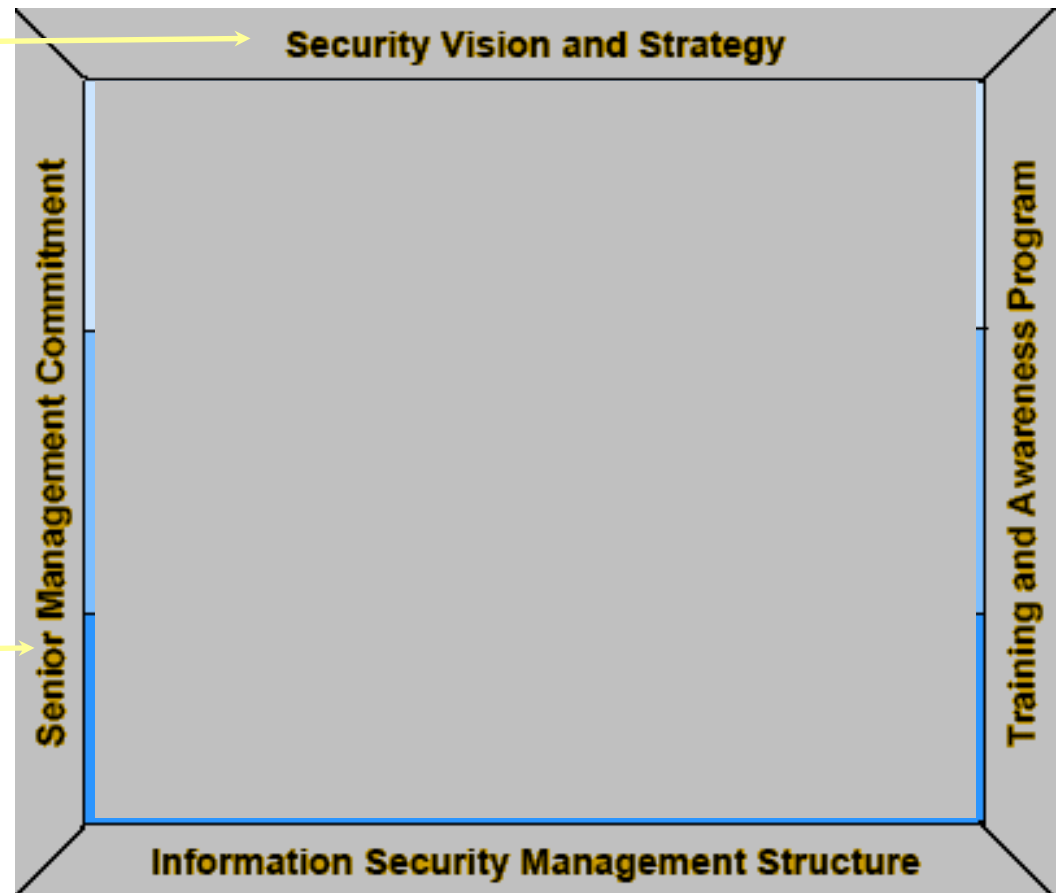 Security Vision and Strategy
Senior Management Commitment
Training and Awareness Program
Information Security Management Structure